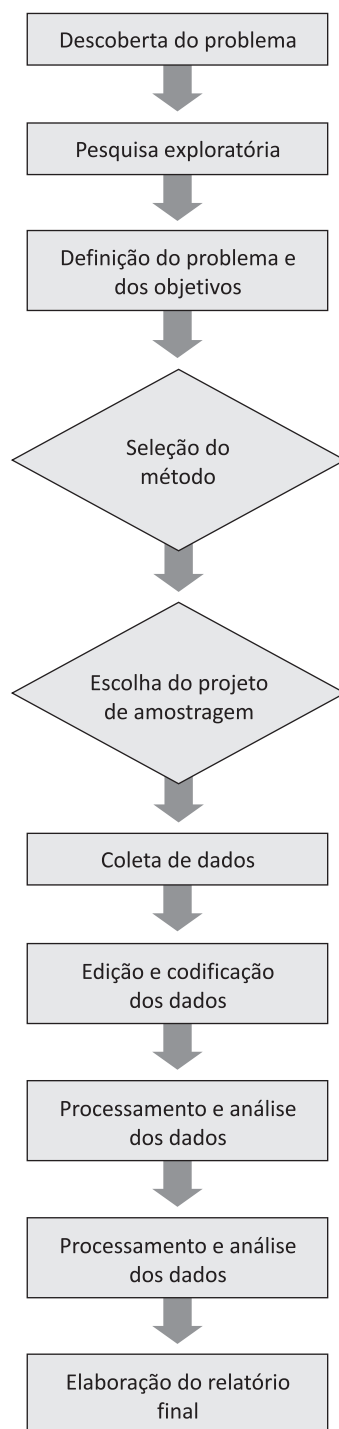 Descoberta do problema
Pesquisa exploratória
Definição do problema e
dos objetivos
Seleção do
método
Escolha do projeto
de amostragem
Coleta de dados
Edição e codificação
dos dados
Processamento e análise
dos dados
Processamento e análise
dos dados
Elaboração do relatório
final